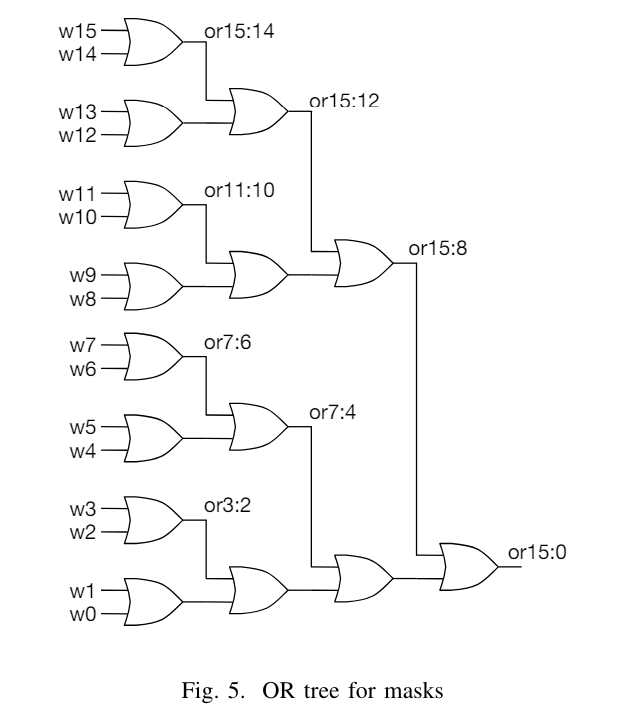 w15
w14
or15:14
w13
w12
or15:12
w11
w10
or11:10
w9
w8
or15:8
w7
w6
or7:6
w5
w4
or7:4
w3
w2
or3:2
w1
w0
or15:0
Fig. 5. OR tree for masks